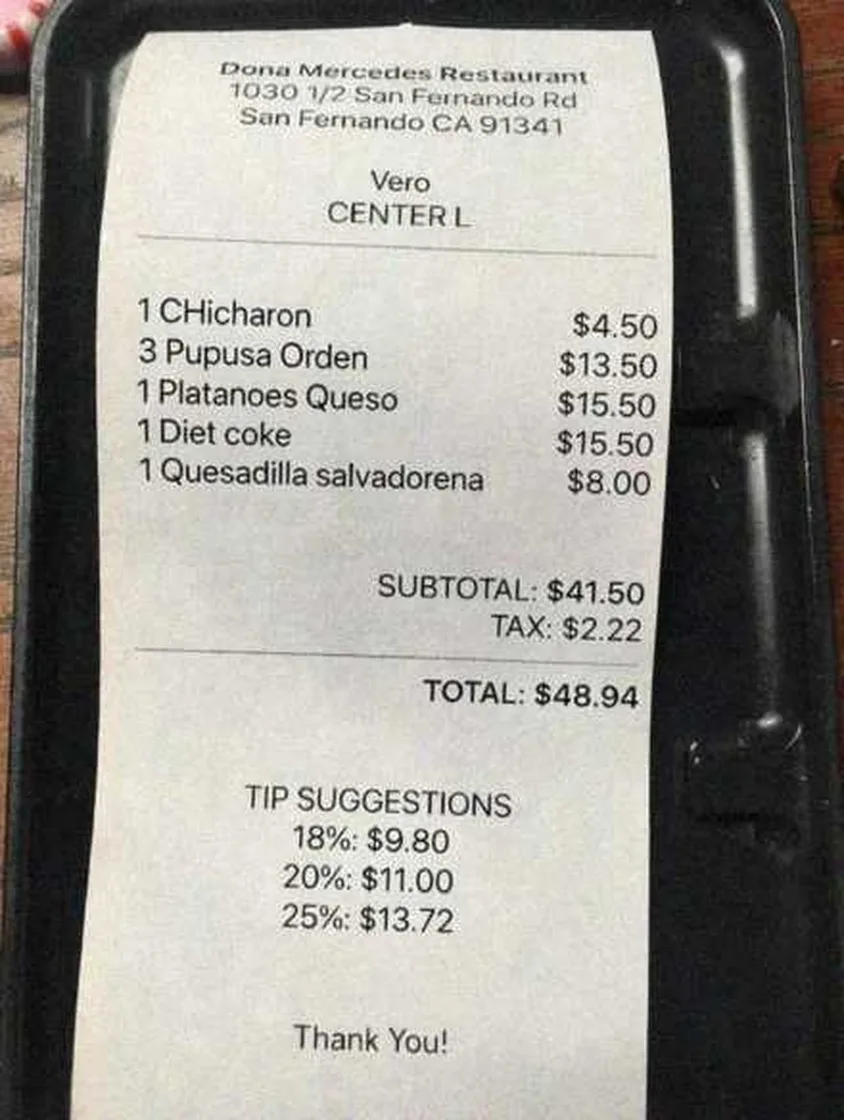 Dona Mercedes Restaurant
1030 1/2 San Fernando Rd
San Fernando CA 91341
Vero
CENTER L
1 CHicharon $4.50
3 Pupusa Orden $13.50
1 Platanoes Queso $15.50
1 Diet coke $15.50
1 Quesadilla salvadorena $8.00
SUBTOTAL: $41.50
TAX: $2.22
TOTAL: $48.94
TIP SUGGESTIONS
18%: $9.80
20%: $11.00
25%: $13.72
Thank You!